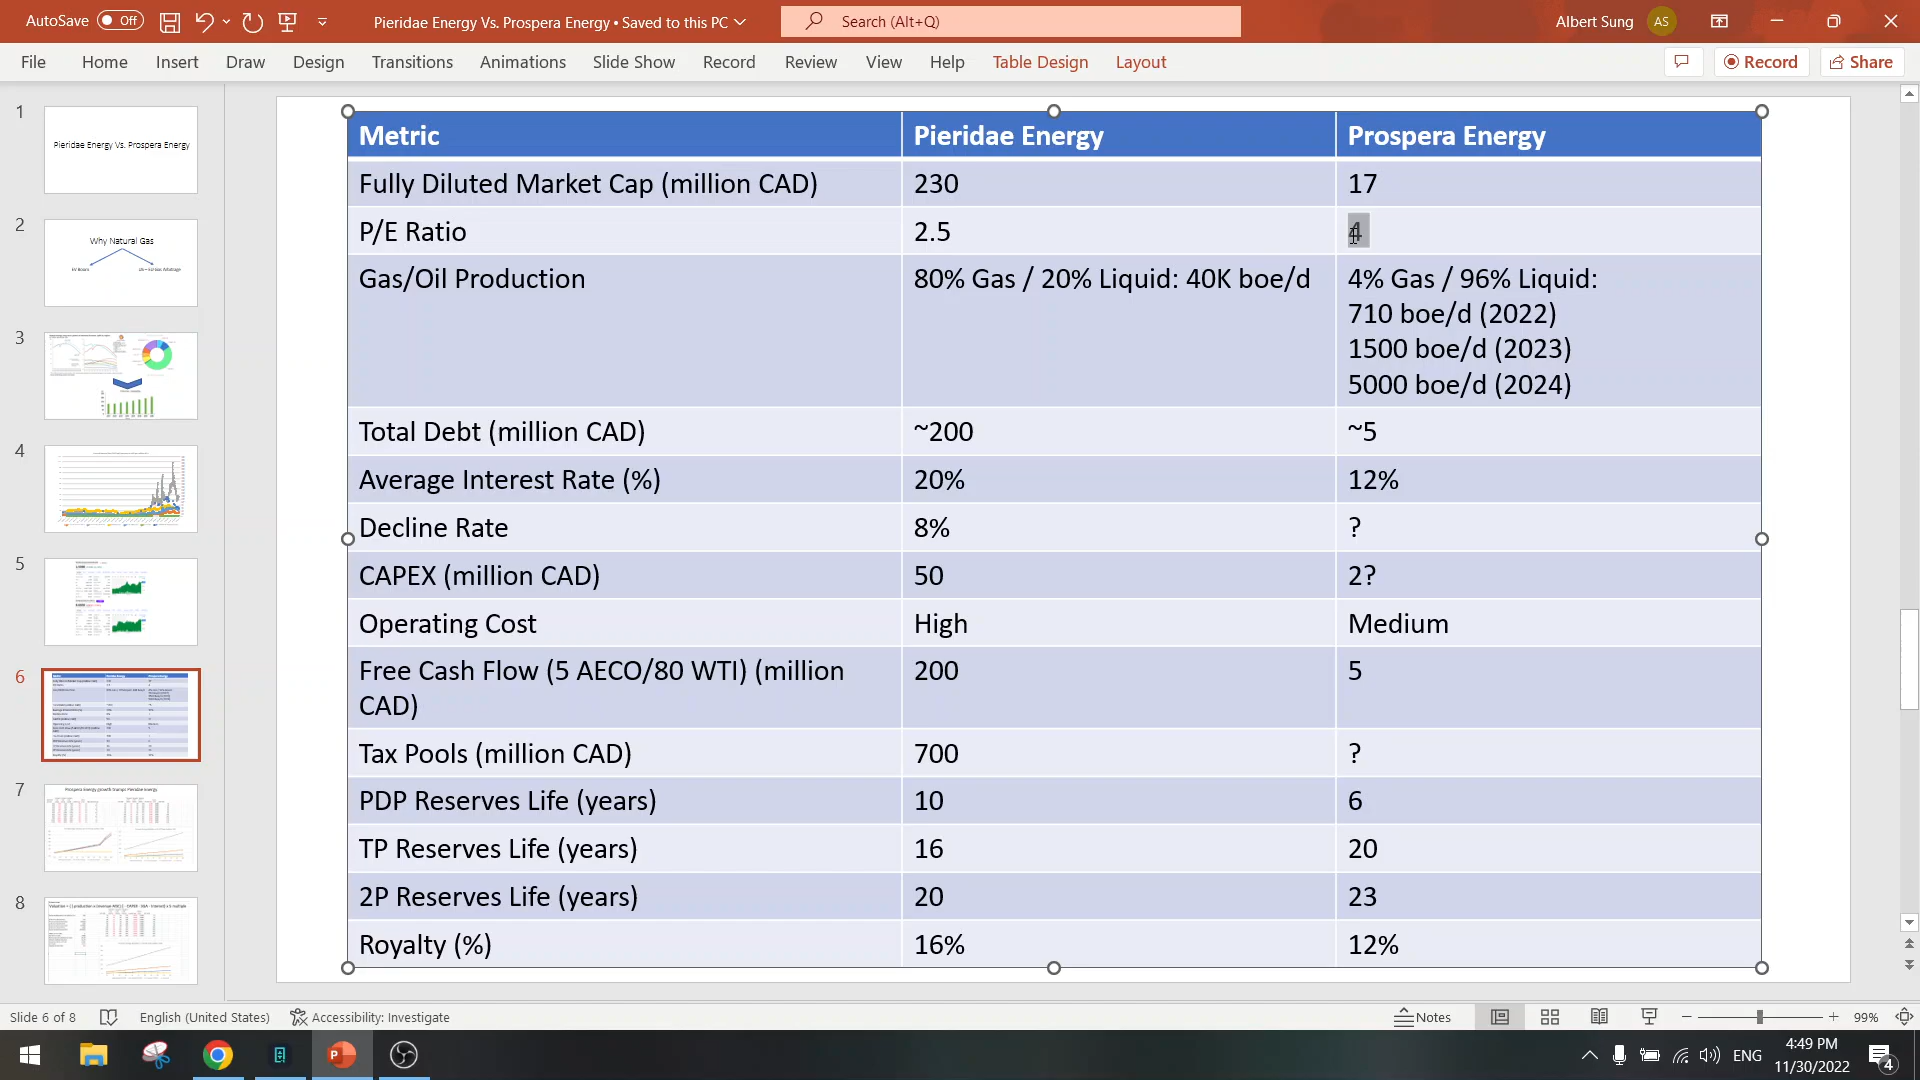 AutoSave Off
Pieridae Energy Vs. Prospera Energy • Saved to this PC
Search (Alt+Q)
Albert Sung AS
File Home Insert Draw Design Transitions Animations Slide Show Record Review View Help Table Design Layout
Record Share
1
Pieridae Energy Vs. Prospera Energy
2
Why Natural Gas
3
4
5
6
7
Prospera Energy growth trumps Pieridae Energy
8
Metric Pieridae Energy Prospera Energy
Fully Diluted Market Cap (million CAD) 230 17
P/E Ratio 2.5 4
Gas/Oil Production 80% Gas / 20% Liquid: 40K boe/d 4% Gas / 96% Liquid:
710 boe/d (2022)
1500 boe/d (2023)
5000 boe/d (2024)
Total Debt (million CAD) ~200 ~5
Average Interest Rate (%) 20% 12%
Decline Rate 8% ?
CAPEX (million CAD) 50 2?
Operating Cost High Medium
Free Cash Flow (5 AECO/80 WTI) (million 200 5
CAD)
Tax Pools (million CAD) 700 ?
PDP Reserves Life (years) 10 6
TP Reserves Life (years) 16 20
2P Reserves Life (years) 20 23
Royalty (%) 16% 12%
Slide 6 of 8 English (United States) Accessibility: Investigate Notes 99%
ENG
4:49 PM
11/30/2022
4